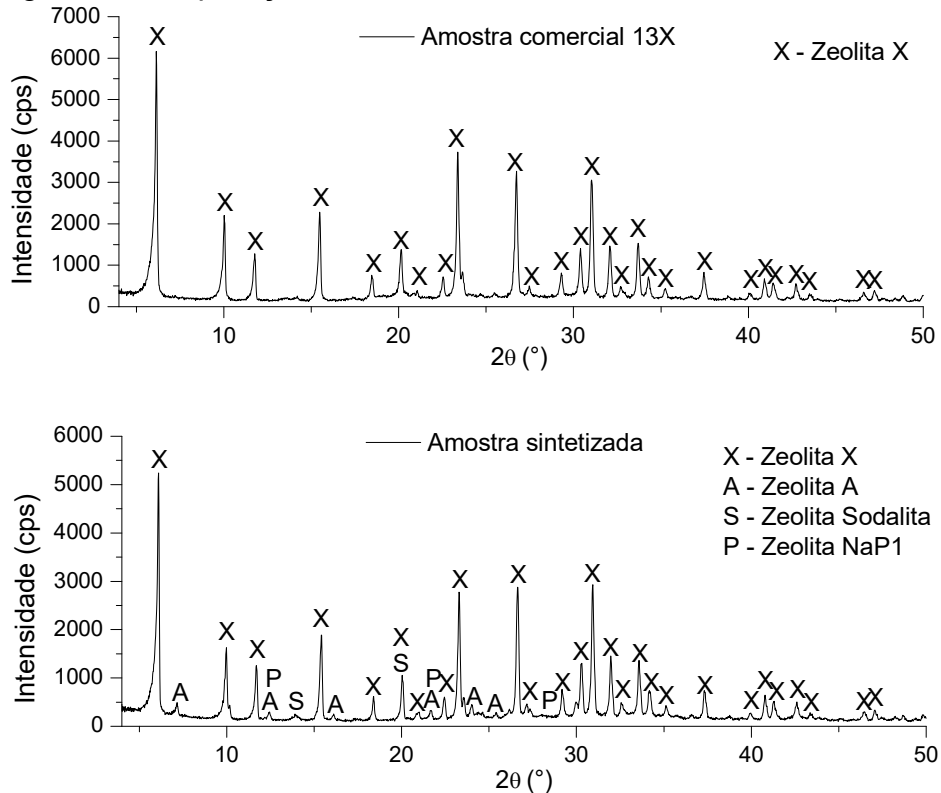 7000
6000
5000
4000
3000
2000
1000
0
Intensidade (cps)
Amostra comercial 13X
X - Zeolita X
X X X X X X X X X X X X X X X X X X X X X X X X X X X
10 20 30 40 50
2θ (°)
6000
5000
4000
3000
2000
1000
0
Intensidade (cps)
Amostra sintetizada
X - Zeolita X
A - Zeolita A
S - Zeolita Sodalita
P - Zeolita NaP1
X A X X P A S X A X X S X P A X X A A X X P X X X X X X X X X X X X X X X
10 20 30 40 50
2θ (°)